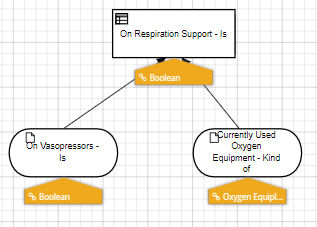 On Respiration Support - Is
Boolean
On Vasopressors -
Is
Boolean
Currently Used
Oxygen
Equipment - Kind
of
Oxygen Equipl...